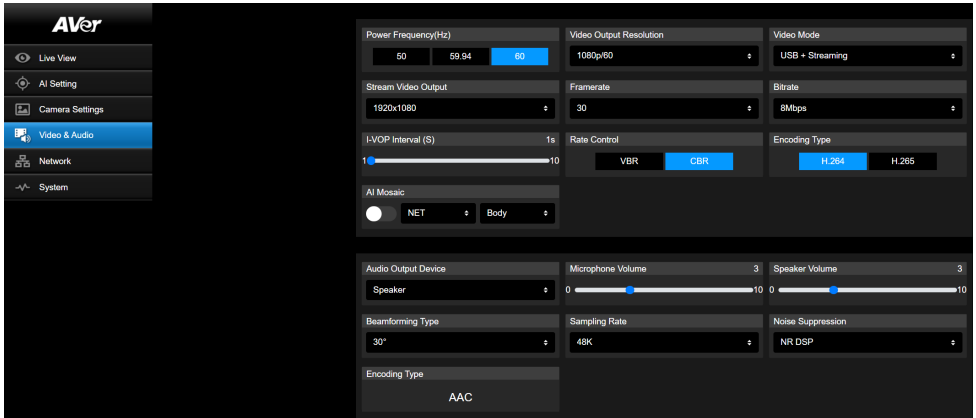 AVer
Live View
AI Setting
Camera Settings
Video & Audio
Network
System
Power Frequency(Hz)
50 59.94 60
Video Output Resolution
1080p/60
Video Mode
USB + Streaming
Stream Video Output
1920x1080
Framerate
30
Bitrate
8Mbps
I-VOP Interval (S) 1s
1 10
Rate Control
VBR CBR
Encoding Type
H.264 H.265
AI Mosaic
NET Body
Audio Output Device
Speaker
Microphone Volume 3
0 10
Speaker Volume 3
0 10
Beamforming Type
30°
Sampling Rate
48K
Noise Suppression
NR DSP
Encoding Type
AAC